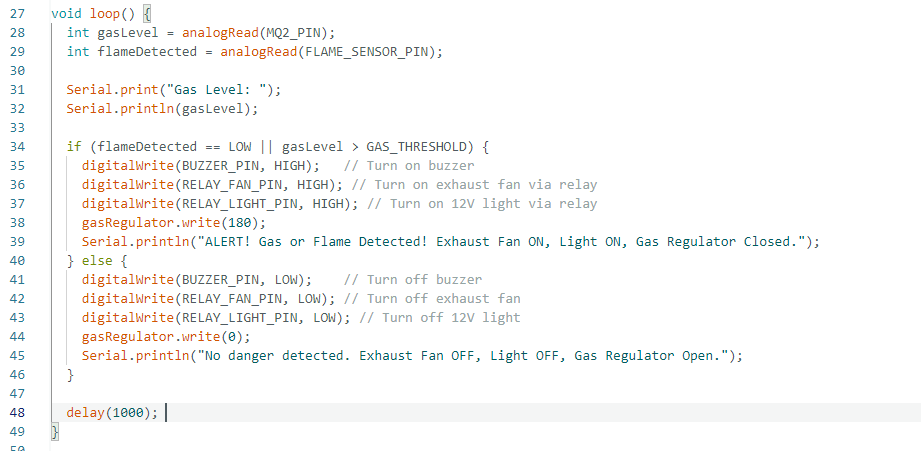 27 void loop() {
28 int gasLevel = analogRead(MQ2_PIN);
29 int flameDetected = analogRead(FLAME_SENSOR_PIN);
30
31 Serial.print("Gas Level: ");
32 Serial.println(gasLevel);
33
34 if (flameDetected == LOW || gasLevel > GAS_THRESHOLD) {
35 digitalWrite(BUZZER_PIN, HIGH);   // Turn on buzzer
36 digitalWrite(RELAY_FAN_PIN, HIGH); // Turn on exhaust fan via relay
37 digitalWrite(RELAY_LIGHT_PIN, HIGH); // Turn on 12V light via relay
38 gasRegulator.write(180);
39 Serial.println("ALERT! Gas or Flame Detected! Exhaust Fan ON, Light ON, Gas Regulator Closed.");
40 } else {
41 digitalWrite(BUZZER_PIN, LOW);    // Turn off buzzer
42 digitalWrite(RELAY_FAN_PIN, LOW); // Turn off exhaust fan
43 digitalWrite(RELAY_LIGHT_PIN, LOW); // Turn off 12V light
44 gasRegulator.write(0);
45 Serial.println("No danger detected. Exhaust Fan OFF, Light OFF, Gas Regulator Open.");
46 }
47
48 delay(1000);
49 }
50